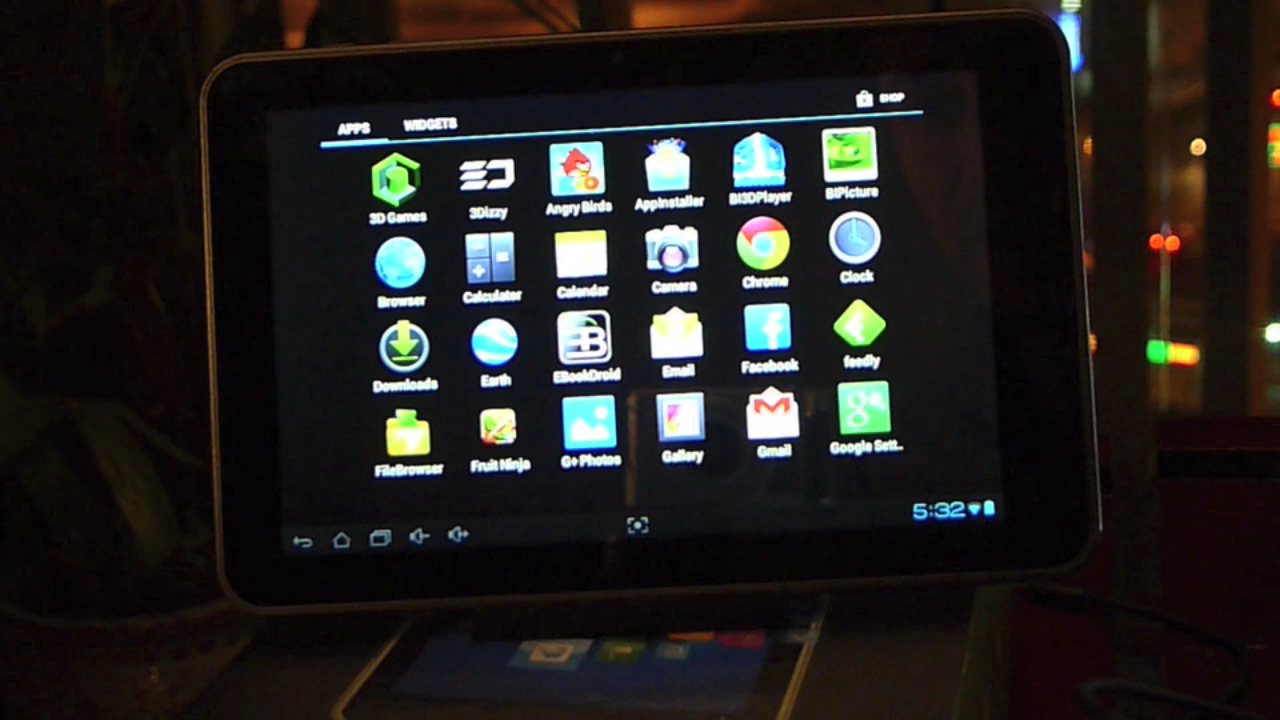 APPS WIDGETS SHOP
3D Games 3Dizzy Angry Birds AppInstaller BI3DPlayer BIPicture
Browser Calculator Calendar Camera Chrome Clock
Downloads Earth EBookDroid Email Facebook feedly
FileBrowser Fruit Ninja G+ Photos Gallery Gmail Google Sett..
5:32